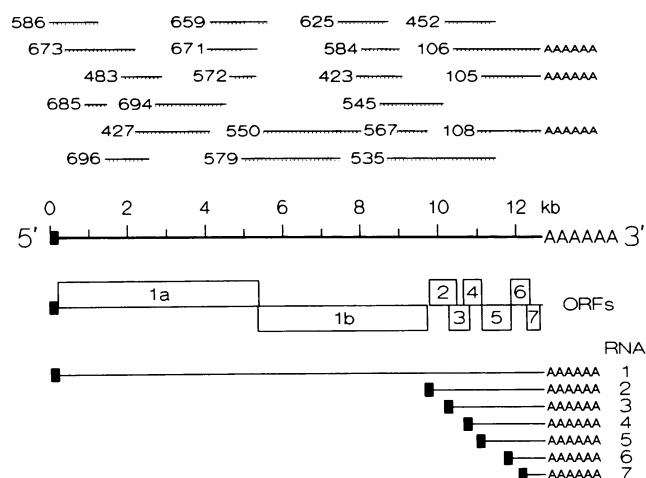 586 659 625 452
673 671 584 106 AAAAAA
483 572 423 105 AAAAAA
685 694 545
427 550 567 108 AAAAAA
696 579 535
0 2 4 6 8 10 12 kb
5' AAAAAA 3'
1a 2 4 6
1b 3 5 7 ORFs
RNA
AAAAAA 1
AAAAAA 2
AAAAAA 3
AAAAAA 4
AAAAAA 5
AAAAAA 6
AAAAAA 7